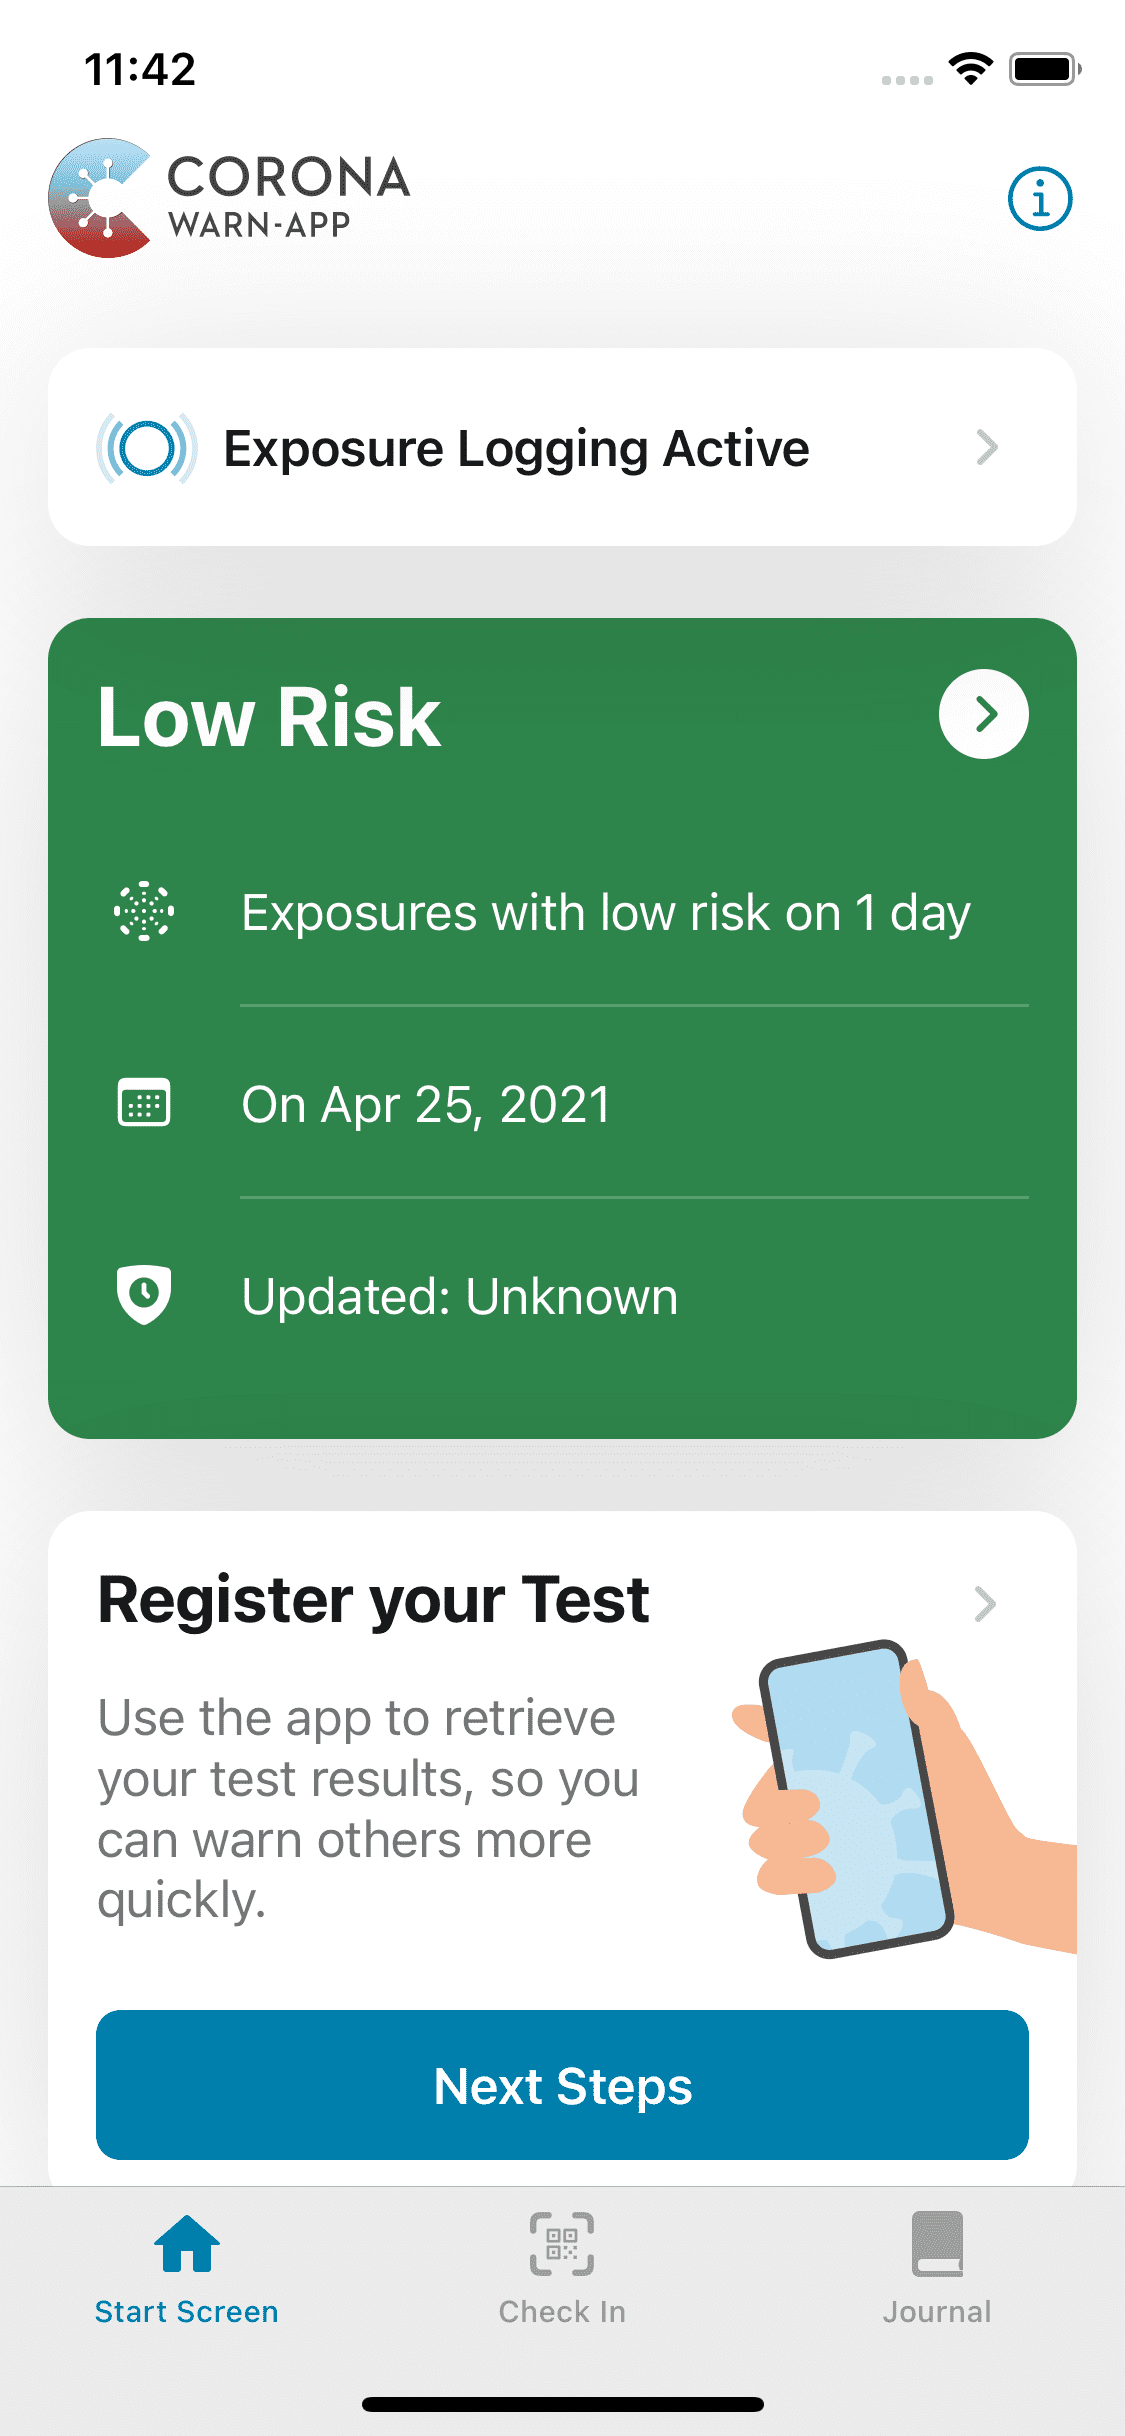 11:42
CORONA
WARN-APP
Exposure Logging Active
Low Risk
Exposures with low risk on 1 day
On Apr 25, 2021
Updated: Unknown
Register your Test
Use the app to retrieve
your test results, so you
can warn others more
quickly.
Next Steps
Start Screen
Check In
Journal